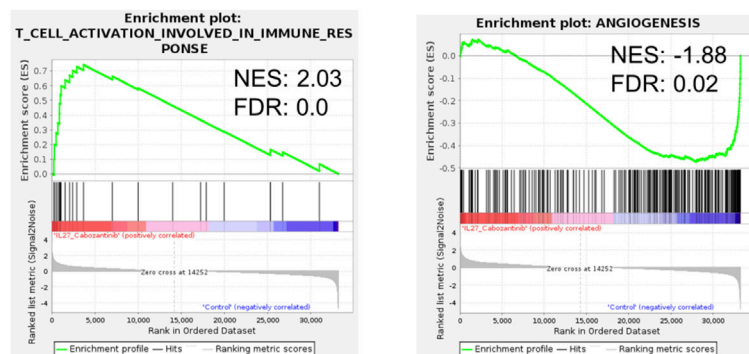 Enrichment plot:
T_CELL_ACTIVATION_INVOLVED_IN_IMMUNE_RES
PONSE
NES: 2.03
FDR: 0.0
Enrichment score (ES)
0.7
0.6
0.5
0.4
0.3
0.2
0.1
0.0
'IL27_Cabozantinib' (positively correlated)
Ranked list metric (Signal2Noise)
4
2
0
-2
-4
Zero cross at 14252
'Control' (negatively correlated)
0 5,000 10,000 15,000 20,000 25,000 30,000
Rank in Ordered Dataset
Enrichment profile Hits Ranking metric scores
Enrichment plot: ANGIOGENESIS
NES: -1.88
FDR: 0.02
Enrichment score (ES)
0.0
-0.1
-0.2
-0.3
-0.4
-0.5
'IL27_Cabozantinib' (positively correlated)
Ranked list metric (Signal2Noise)
4
2
0
-2
-4
Zero cross at 14252
'Control' (negatively correlated)
0 5,000 10,000 15,000 20,000 25,000 30,000
Rank in Ordered Dataset
Enrichment profile Hits Ranking metric scores